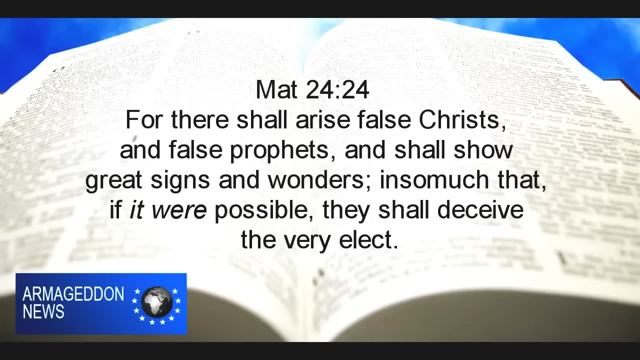 Mat 24:24
For there shall arise false Christs,
and false prophets, and shall show
great signs and wonders; insomuch that,
if it were possible, they shall deceive
the very elect.
ARMAGEDDON
NEWS